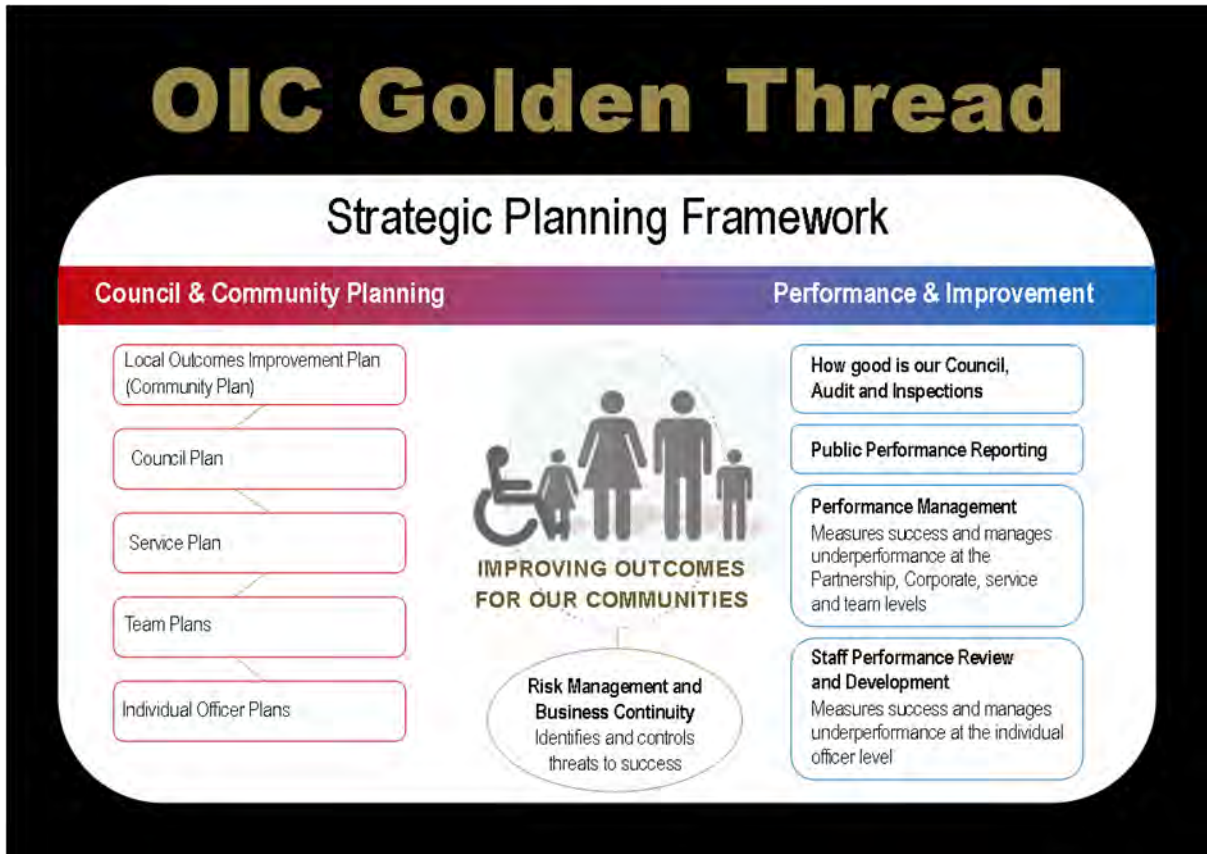 OIC Golden Thread
Strategic Planning Framework
Council & Community Planning
Performance & Improvement
Local Outcomes Improvement Plan
(Community Plan)
Council Plan
Service Plan
Team Plans
Individual Officer Plans
IMPROVING OUTCOMES
FOR OUR COMMUNITIES
Risk Management and
Business Continuity
Identifies and controls
threats to success
How good is our Council,
Audit and Inspections
Public Performance Reporting
Performance Management
Measures success and manages
underperformance at the
Partnership, Corporate, service
and team levels
Staff Performance Review
and Development
Measures success and manages
underperformance at the individual
officer level